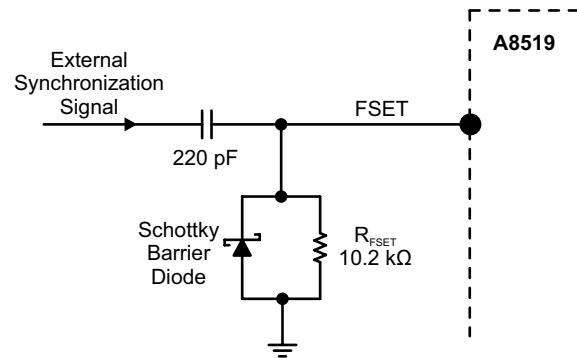 A8519
External
Synchronization
Signal
FSET
220 pF
Schottky
Barrier
Diode
RFSET
10.2 kΩ